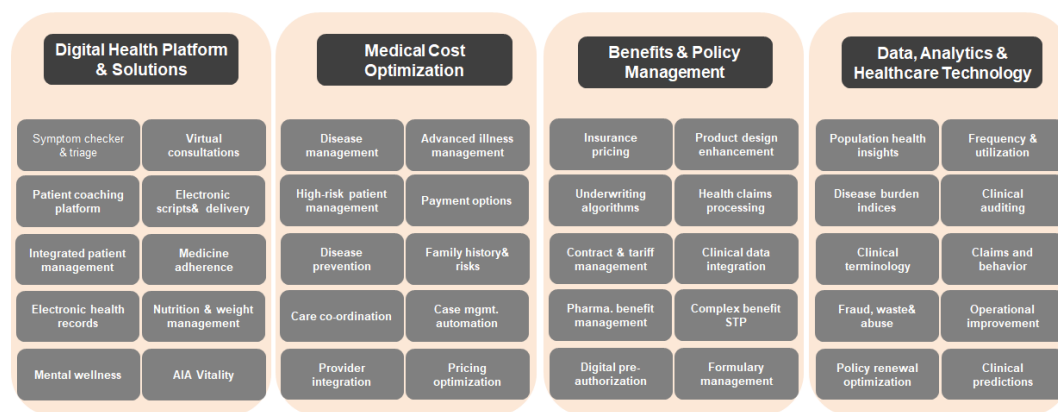 Digital Health Platform
& Solutions
Symptom checker
& triage
Virtual
consultations
Patient coaching
platform
Electronic
scripts& delivery
Integrated patient
management
Medicine
adherence
Electronic health
records
Nutrition & weight
management
Mental wellness
AIA Vitality
Medical Cost
Optimization
Disease
management
Advanced illness
management
High-risk patient
management
Payment options
Disease
prevention
Family history&
risks
Care co-ordination
Case mgmt.
automation
Provider
integration
Pricing
optimization
Benefits & Policy
Management
Insurance
pricing
Product design
enhancement
Underwriting
algorithms
Health claims
processing
Contract & tariff
management
Clinical data
integration
Pharma. benefit
management
Complex benefit
STP
Digital pre-
authorization
Formulary
management
Data, Analytics &
Healthcare Technology
Population health
insights
Frequency &
utilization
Disease burden
indices
Clinical
auditing
Clinical
terminology
Claims and
behavior
Fraud, waste&
abuse
Operational
improvement
Policy renewal
optimization
Clinical
predictions